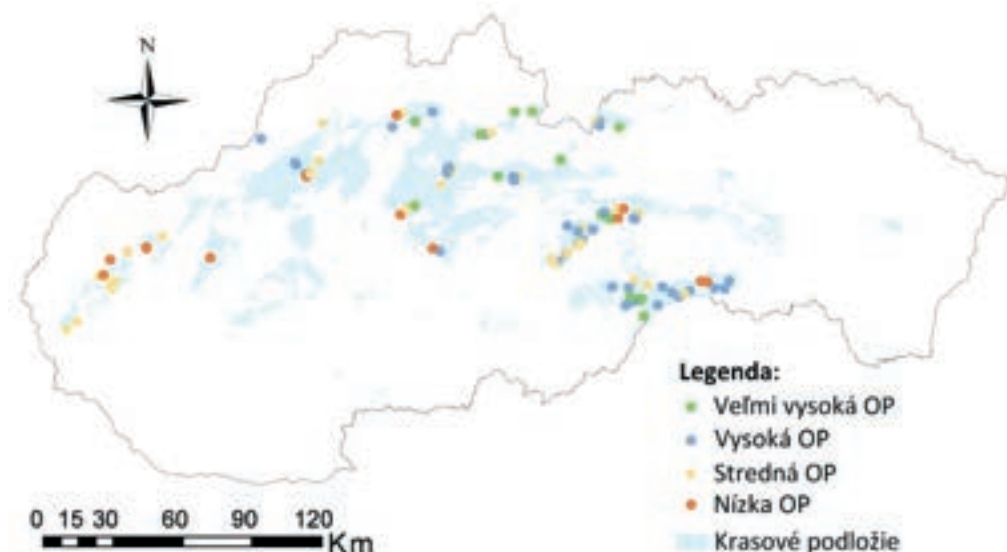 N
Legenda:
Veľmi vysoká OP
Vysoká OP
Stredná OP
Nízka OP
Krasové podložie
0 15 30 60 90 120
Km